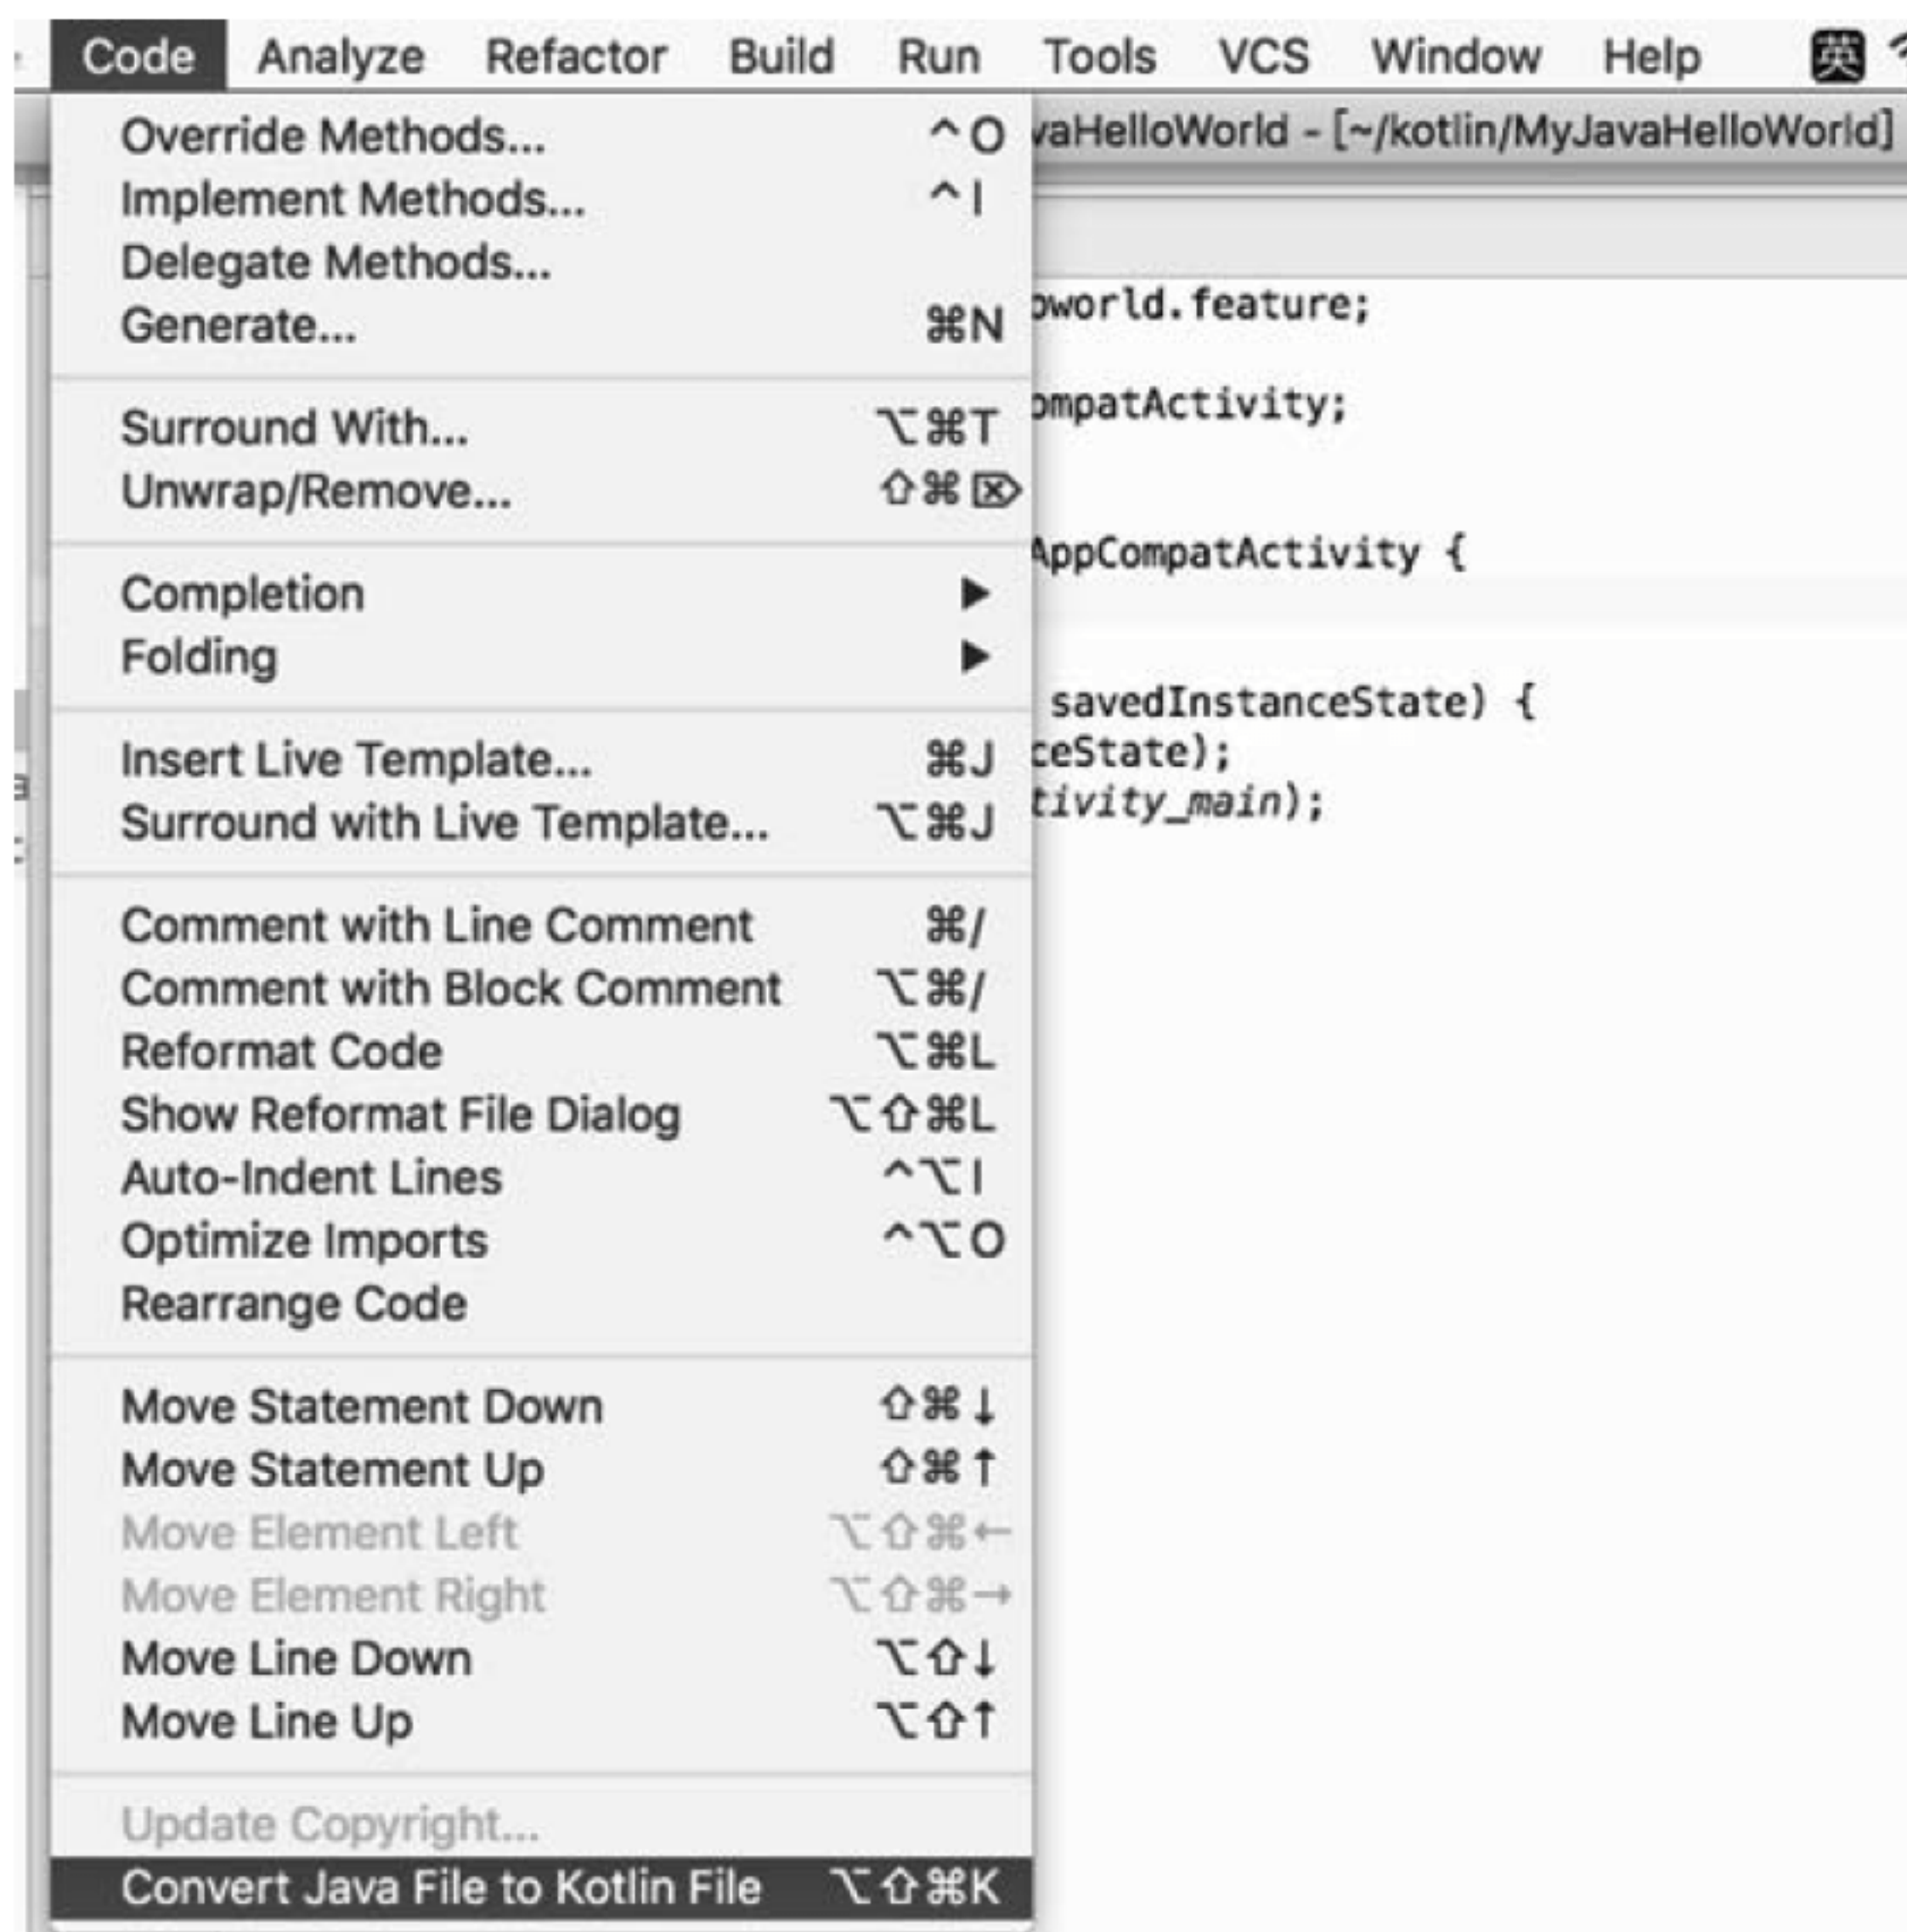 Code Analyze Refactor Build Run Tools VCS Window Help 英
vaHelloWorld - [~/kotlin/MyJavaHelloWorld]
Override Methods... ^O
Implement Methods... ^I
Delegate Methods...
Generate... ⌘N
Surround With... ⌥⌘T
Unwrap/Remove... ⇧⌘⌦
Completion ▶
Folding ▶
Insert Live Template... ⌘J
Surround with Live Template... ⌥⌘J
Comment with Line Comment ⌘/
Comment with Block Comment ⌥⌘/
Reformat Code ⌥⌘L
Show Reformat File Dialog ⌥⇧⌘L
Auto-Indent Lines ^⌥I
Optimize Imports ^⌥O
Rearrange Code
Move Statement Down ⇧⌘↓
Move Statement Up ⇧⌘↑
Move Element Left ⌥⇧⌘←
Move Element Right ⌥⇧⌘→
Move Line Down ⌥⇧↓
Move Line Up ⌥⇧↑
Update Copyright...
Convert Java File to Kotlin File ⌥⇧⌘K
oworld.feature;
ompatActivity;
AppCompatActivity {
savedInstanceState) {
ceState);
tivity_main);